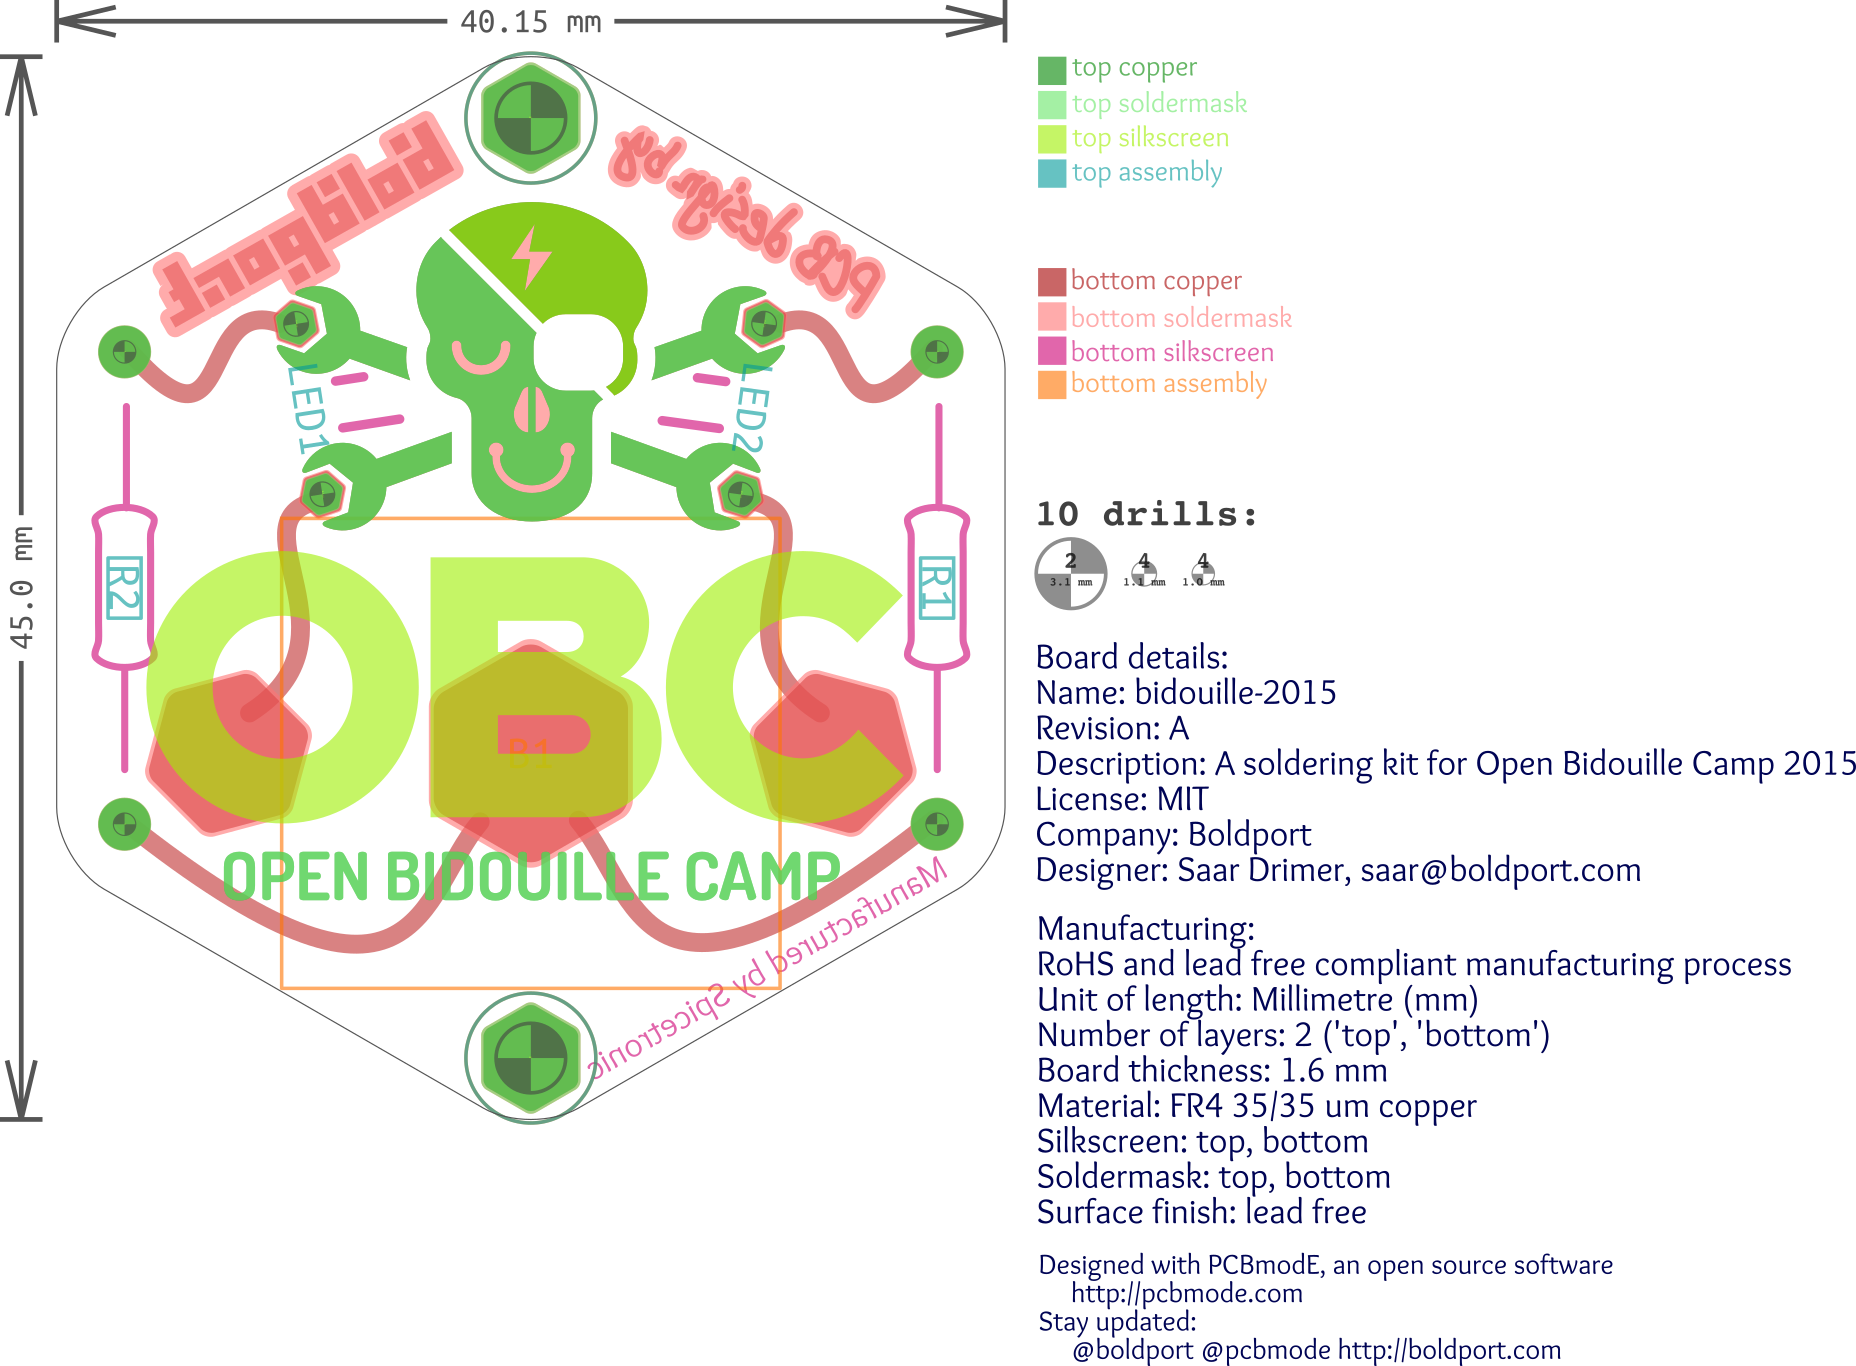 40.15 mm
45.0 mm
PCB design by
boldport
LED1
LED2
R2
R1
OBC
B1
OPEN BIDOUILLE CAMP
Manufactured by Spicetronic
top copper
top soldermask
top silkscreen
top assembly
bottom copper
bottom soldermask
bottom silkscreen
bottom assembly
10 drills:
2 4 4
3.1 mm 1.1 mm 1.0 mm
Board details:
Name: bidouille-2015
Revision: A
Description: A soldering kit for Open Bidouille Camp 2015
License: MIT
Company: Boldport
Designer: Saar Drimer, saar@boldport.com
Manufacturing:
RoHS and lead free compliant manufacturing process
Unit of length: Millimetre (mm)
Number of layers: 2 ('top', 'bottom')
Board thickness: 1.6 mm
Material: FR4 35/35 um copper
Silkscreen: top, bottom
Soldermask: top, bottom
Surface finish: lead free
Designed with PCBmodE, an open source software
http://pcbmode.com
Stay updated:
@boldport @pcbmode http://boldport.com